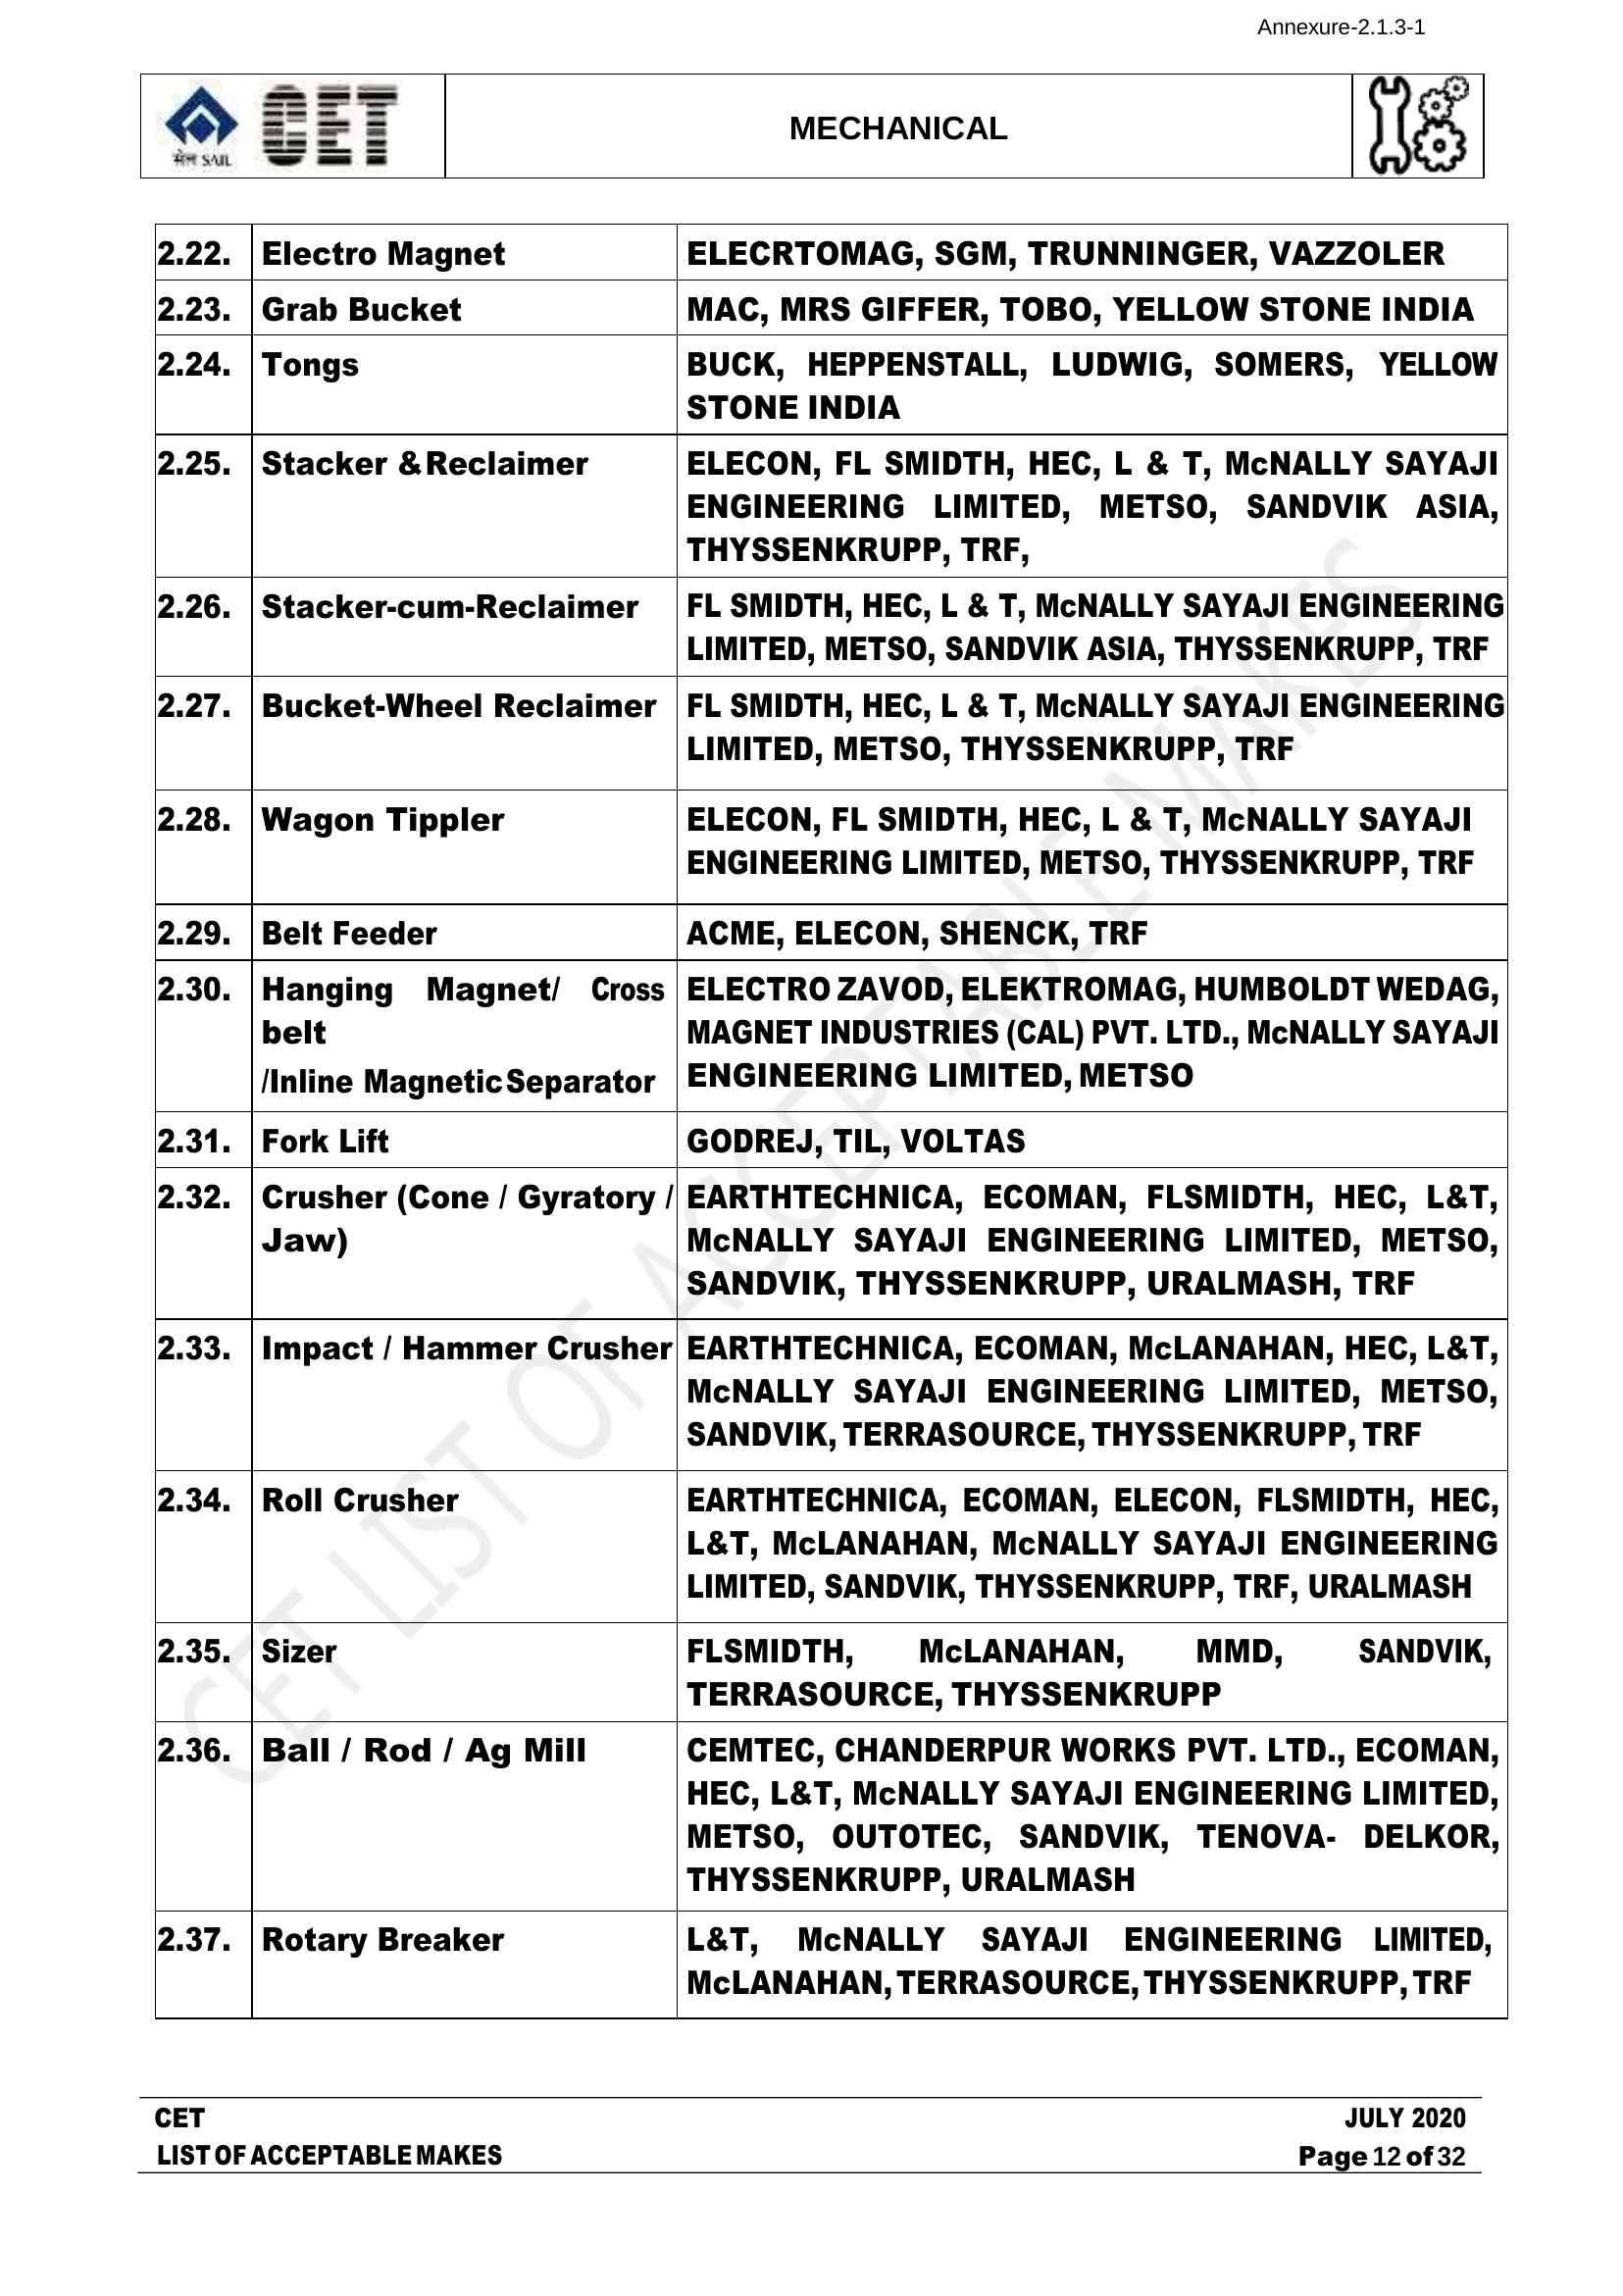 Annexure-2.1.3-1
सेल SAIL
CET
MECHANICAL
2.22. Electro Magnet ELECRTOMAG, SGM, TRUNNINGER, VAZZOLER
2.23. Grab Bucket MAC, MRS GIFFER, TOBO, YELLOW STONE INDIA
2.24. Tongs BUCK, HEPPENSTALL, LUDWIG, SOMERS, YELLOW
STONE INDIA
2.25. Stacker & Reclaimer ELECON, FL SMIDTH, HEC, L & T, McNALLY SAYAJI
ENGINEERING LIMITED, METSO, SANDVIK ASIA,
THYSSENKRUPP, TRF,
2.26. Stacker-cum-Reclaimer FL SMIDTH, HEC, L & T, McNALLY SAYAJI ENGINEERING
LIMITED, METSO, SANDVIK ASIA, THYSSENKRUPP, TRF
2.27. Bucket-Wheel Reclaimer FL SMIDTH, HEC, L & T, McNALLY SAYAJI ENGINEERING
LIMITED, METSO, THYSSENKRUPP, TRF
2.28. Wagon Tippler ELECON, FL SMIDTH, HEC, L & T, McNALLY SAYAJI
ENGINEERING LIMITED, METSO, THYSSENKRUPP, TRF
2.29. Belt Feeder ACME, ELECON, SHENCK, TRF
2.30. Hanging Magnet/ Cross ELECTRO ZAVOD, ELEKTROMAG, HUMBOLDT WEDAG,
belt MAGNET INDUSTRIES (CAL) PVT. LTD., McNALLY SAYAJI
/Inline Magnetic Separator ENGINEERING LIMITED, METSO
2.31. Fork Lift GODREJ, TIL, VOLTAS
2.32. Crusher (Cone / Gyratory / EARTHTECHNICA, ECOMAN, FLSMIDTH, HEC, L&T,
Jaw) McNALLY SAYAJI ENGINEERING LIMITED, METSO,
SANDVIK, THYSSENKRUPP, URALMASH, TRF
2.33. Impact / Hammer Crusher EARTHTECHNICA, ECOMAN, McLANAHAN, HEC, L&T,
McNALLY SAYAJI ENGINEERING LIMITED, METSO,
SANDVIK, TERRASOURCE, THYSSENKRUPP, TRF
2.34. Roll Crusher EARTHTECHNICA, ECOMAN, ELECON, FLSMIDTH, HEC,
L&T, McLANAHAN, McNALLY SAYAJI ENGINEERING
LIMITED, SANDVIK, THYSSENKRUPP, TRF, URALMASH
2.35. Sizer FLSMIDTH, McLANAHAN, MMD, SANDVIK,
TERRASOURCE, THYSSENKRUPP
2.36. Ball / Rod / Ag Mill CEMTEC, CHANDERPUR WORKS PVT. LTD., ECOMAN,
HEC, L&T, McNALLY SAYAJI ENGINEERING LIMITED,
METSO, OUTOTEC, SANDVIK, TENOVA- DELKOR,
THYSSENKRUPP, URALMASH
2.37. Rotary Breaker L&T, McNALLY SAYAJI ENGINEERING LIMITED,
McLANAHAN, TERRASOURCE, THYSSENKRUPP, TRF
CET LIST OF ACCEPTABLE MAKES
CET JULY 2020
LIST OF ACCEPTABLE MAKES Page 12 of 32